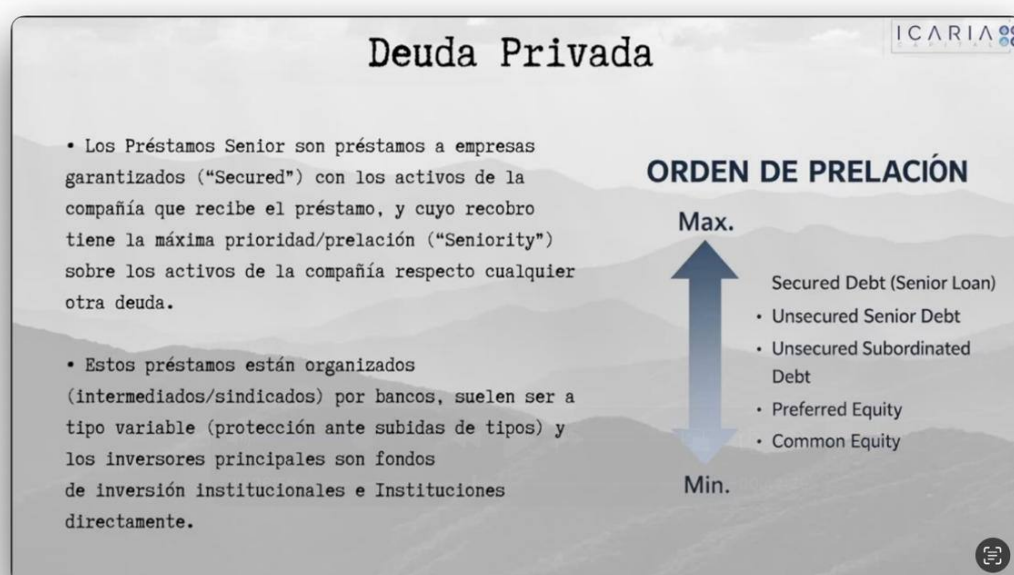 ICARIA
CAPITAL
Deuda Privada
• Los Préstamos Senior son préstamos a empresas
garantizados (“Secured”) con los activos de la
compañía que recibe el préstamo, y cuyo recobro
tiene la máxima prioridad/prelación (“Seniority”)
sobre los activos de la compañía respecto cualquier
otra deuda.
• Estos préstamos están organizados
(intermediados/sindicados) por bancos, suelen ser a
tipo variable (protección ante subidas de tipos) y
los inversores principales son fondos
de inversión institucionales e Instituciones
directamente.
ORDEN DE PRELACIÓN
Max.
Secured Debt (Senior Loan)
• Unsecured Senior Debt
• Unsecured Subordinated
Debt
• Preferred Equity
• Common Equity
Min.